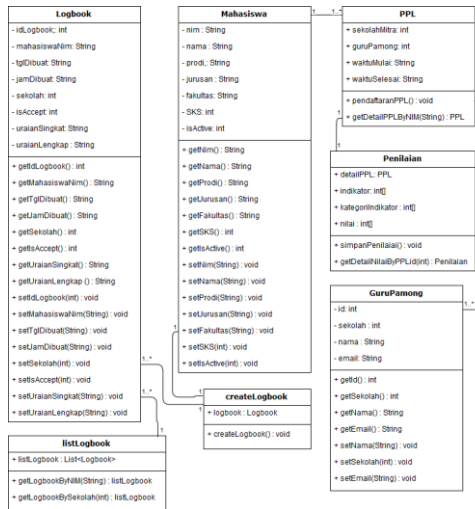 Logbook
- idLogbook;: int
- mahasiswaNim: String
- tglDibuat: String
- jamDibuat: String
- sekolah: int
- isAccept: int
- uraianSingkat: String
- uraianLengkap: String
+ getIdLogbook() : int
+ getMahasiswaNim() : String
+ getTglDibuat() : String
+ getJamDibuat() : String
+ getSekolah() : int
+ getIsAccept() : int
+ getUraianSingkat() : String
+ getUraianLengkap () : String
+ setIdLogbook(int) : void
+ setMahasiswaNim(String) : void
+ setTglDibuat(String) : void
+ setJamDibuat(String) : void
+ setSekolah(int) : void
+ setIsAccept(int) : void
+ setUraianSingkat(String) : void
+ setUraianLengkap(String) : void
1..*
1..*
1
listLogbook
+ listLogbook : List<Logbook>
+ getLogbookByNIM(String) : listLogbook
+ getLogbookBySekolah(int) : listLogbook
Mahasiswa
- nim : String
- nama : String
- prodi,: String
- jurusan : String
- fakultas: String
- SKS: int
- isActive: int
+ getNim() : String
+ getNama() : String
+ getProdi() : String
+ getJurusan() : String
+ getFakultas() : String
+ getSKS() : int
+ getIsActive() : int
+ setNim(String) : void
+ setNama(String) : void
+ setProdi(String) : void
+ setJurusan(String) : void
+ setFakultas(String) : void
+ setSKS(int) : void
+ setIsActive(int) : void
1
1
1
createLogbook
+ logbook : Logbook
+ createLogbook() : void
1
1..*
PPL
+ sekolahMitra: int
+ guruPamong: int
+ waktuMulai: String
+ waktuSelesai: String
+ pendaftaranPPL() : void
+ getDetailPPLByNIM(String) : PPL
1
1
Penilaian
+ detailPPL: PPL
+ indikator: int[]
+ kategoriIndikator : int[]
+ nilai : int[]
+ simpanPenilaiai() : void
+ getDetailNilaiByPPLid(int) : Penilaian
GuruPamong
1..*
- id: int
- sekolah : int
- nama : String
- email: String
+ getId() : int
+ getSekolah() : int
+ getNama() : String
+ getEmail() : String
+ setNama(String) : void
+ setSekolah(int) : void
+ setEmail(String) : void